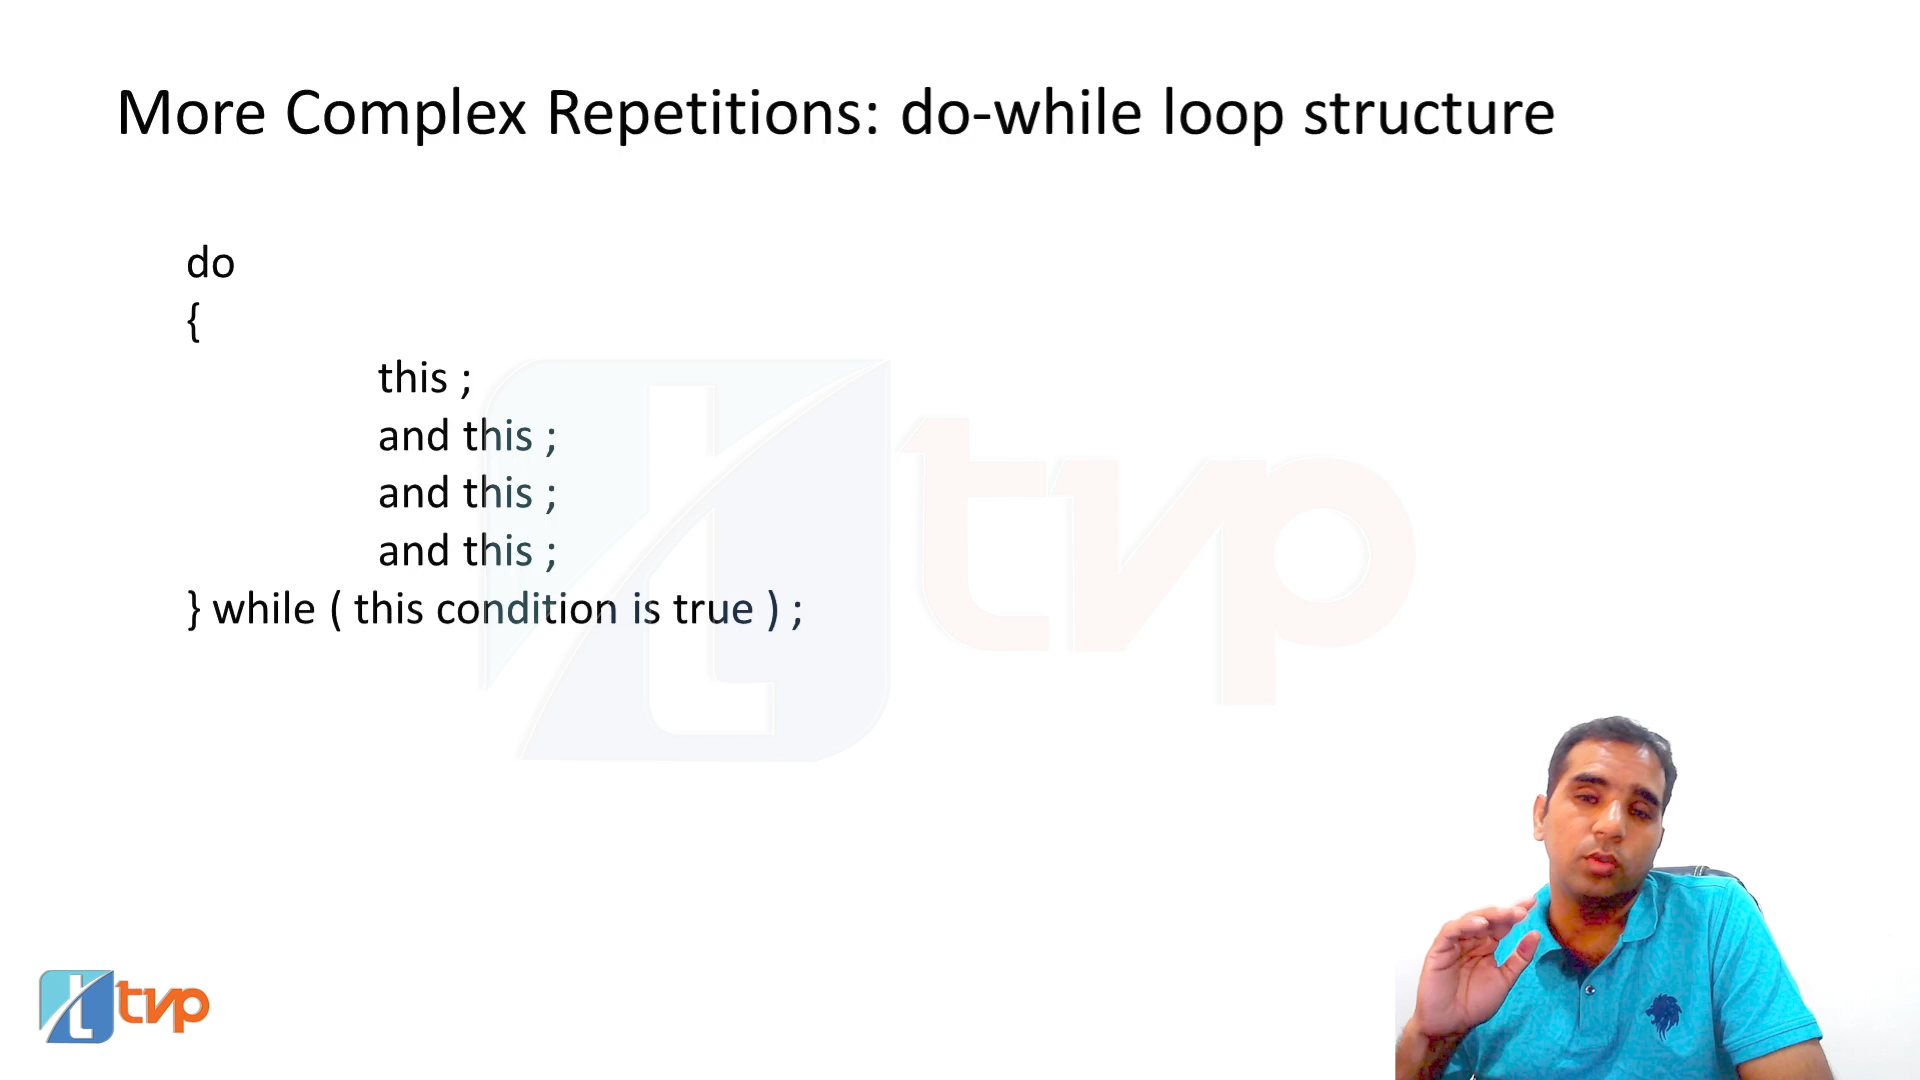 More Complex Repetitions: do-while loop structure
do
{
this ;
and this ;
and this ;
and this ;
} while ( this condition is true ) ;
t tvp
t tvp